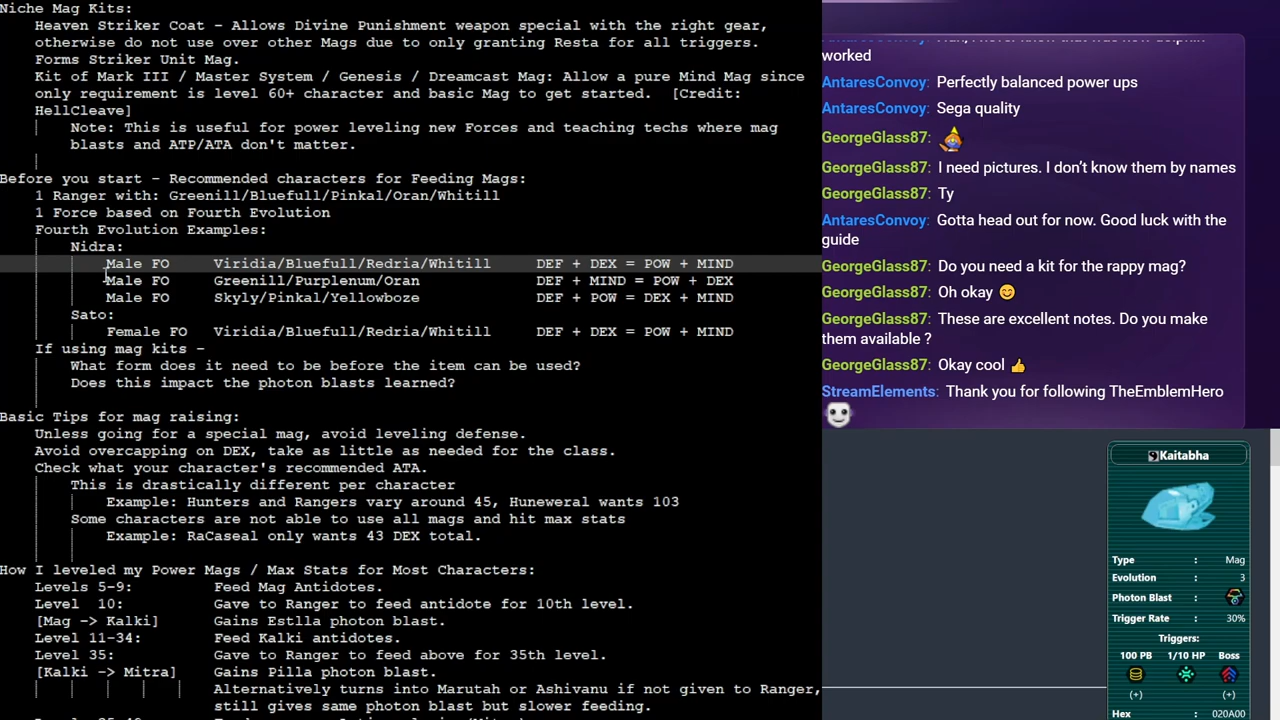 Niche Mag Kits:
Heaven Striker Coat - Allows Divine Punishment weapon special with the right gear,
otherwise do not use over other Mags due to only granting Resta for all triggers.
Forms Striker Unit Mag.
Kit of Mark III / Master System / Genesis / Dreamcast Mag: Allow a pure Mind Mag since
only requirement is level 60+ character and basic Mag to get started.  [Credit:
HellCleave]
Note: This is useful for power leveling new Forces and teaching techs where mag
blasts and ATP/ATA don't matter.
Before you start - Recommended characters for Feeding Mags:
1 Ranger with: Greenill/Bluefull/Pinkal/Oran/Whitill
1 Force based on Fourth Evolution
Fourth Evolution Examples:
Nidra:
Male FO     Viridia/Bluefull/Redria/Whitill     DEF + DEX = POW + MIND
Male FO     Greenill/Purplenum/Oran     DEF + MIND = POW + DEX
Male FO     Skyly/Pinkal/Yellowboze     DEF + POW = DEX + MIND
Sato:
Female FO   Viridia/Bluefull/Redria/Whitill     DEF + DEX = POW + MIND
If using mag kits -
What form does it need to be before the item can be used?
Does this impact the photon blasts learned?
Basic Tips for mag raising:
Unless going for a special mag, avoid leveling defense.
Avoid overcapping on DEX, take as little as needed for the class.
Check what your character's recommended ATA.
This is drastically different per character
Example: Hunters and Rangers vary around 45, Huneweral wants 103
Some characters are not able to use all mags and hit max stats
Example: RaCaseal only wants 43 DEX total.
How I leveled my Power Mags / Max Stats for Most Characters:
Levels 5-9:     Feed Mag Antidotes.
Level  10:     Gave to Ranger to feed antidote for 10th level.
[Mag -> Kalki]     Gains Estlla photon blast.
Level 11-34:     Feed Kalki antidotes.
Level 35:     Gave to Ranger to feed above for 35th level.
[Kalki -> Mitra]     Gains Pilla photon blast.
Alternatively turns into Marutah or Ashivanu if not given to Ranger,
still gives same photon blast but slower feeding.
worked
AntaresConvoy: Perfectly balanced power ups
AntaresConvoy: Sega quality
GeorgeGlass87:
GeorgeGlass87: I need pictures. I don't know them by names
GeorgeGlass87: Ty
AntaresConvoy: Gotta head out for now. Good luck with the
guide
GeorgeGlass87: Do you need a kit for the rappy mag?
GeorgeGlass87: Oh okay 😊
GeorgeGlass87: These are excellent notes. Do you make
them available ?
GeorgeGlass87: Okay cool 👍
StreamElements: Thank you for following TheEmblemHero
Kaitabha
Type : Mag
Evolution : 3
Photon Blast :
Trigger Rate : 30%
Triggers:
100 PB 1/10 HP Boss
(+) (+)
Hex : 020A00